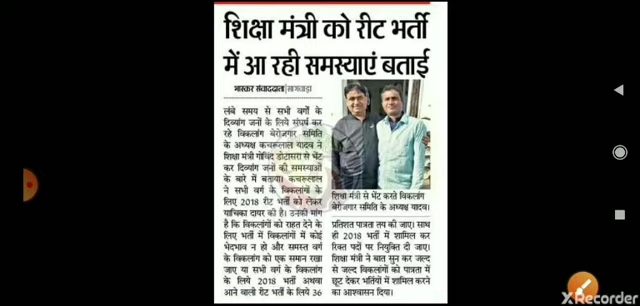 शिक्षा मंत्री को रीट भर्ती
में आ रही समस्याएं बताई
भास्कर संवाददाता|सागवाड़ा
लंबे समय से सभी वर्गों के
दिव्यांग जनों के लिये संघर्ष कर
रहे विकलांग बेरोजगार समिति
के अध्यक्ष कचरूलाल यादव ने
शिक्षा मंत्री गोविंद डोटासरा से भेंट
कर दिव्यांग जनों की समस्याओं
के बारे में बताया। कचरूलाल
ने सभी वर्ग के विकलांगों के
लिए 2018 रीट भर्ती को लेकर
याचिका दायर की है। उनकी मांग
है कि विकलांगों को राहत देने के
लिए भर्ती में विकलांगों में कोई
भेदभाव न हो और समस्त वर्ग
के विकलांग को एक समान रखा
जाए या सभी वर्ग के विकलांग
के लिये 2018 भर्ती अथवा
आने वाली रीट भर्ती के लिये 36
शिक्षा मंत्री से भेंट करते विकलांग
बेरोजगार समिति के अध्यक्ष यादव।
प्रतिशत पात्रता तय की जाए। साथ
ही 2018 भर्ती में शामिल कर
रिक्त पदों पर नियुक्ति दी जाए।
शिक्षा मंत्री ने बात सुन कर जल्द
से जल्द विकलांगों को पात्रता में
छूट देकर भर्तियों में शामिल करने
का आश्वासन दिया।
XRecorder